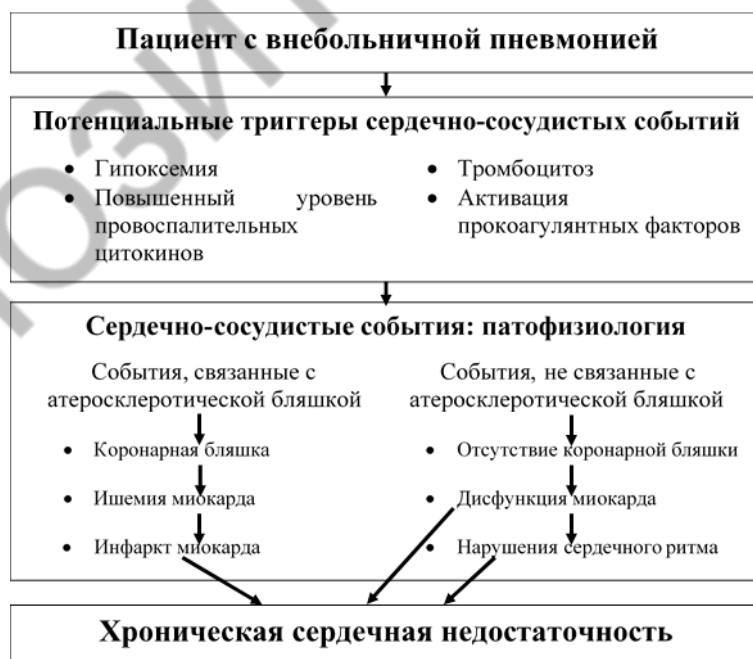 Пациент с внебольничной пневмонией
Потенциальные триггеры сердечно-сосудистых событий
• Гипоксемия
• Повышенный уровень
провоспалительных
цитокинов
• Тромбоцитоз
• Активация
прокоагулянтных факторов
Сердечно-сосудистые события: патофизиология
События, связанные с
атеросклеротической бляшкой
• Коронарная бляшка
• Ишемия миокарда
• Инфаркт миокарда
События, не связанные с
атеросклеротической бляшкой
• Отсутствие коронарной бляшки
• Дисфункция миокарда
• Нарушения сердечного ритма
Хроническая сердечная недостаточность